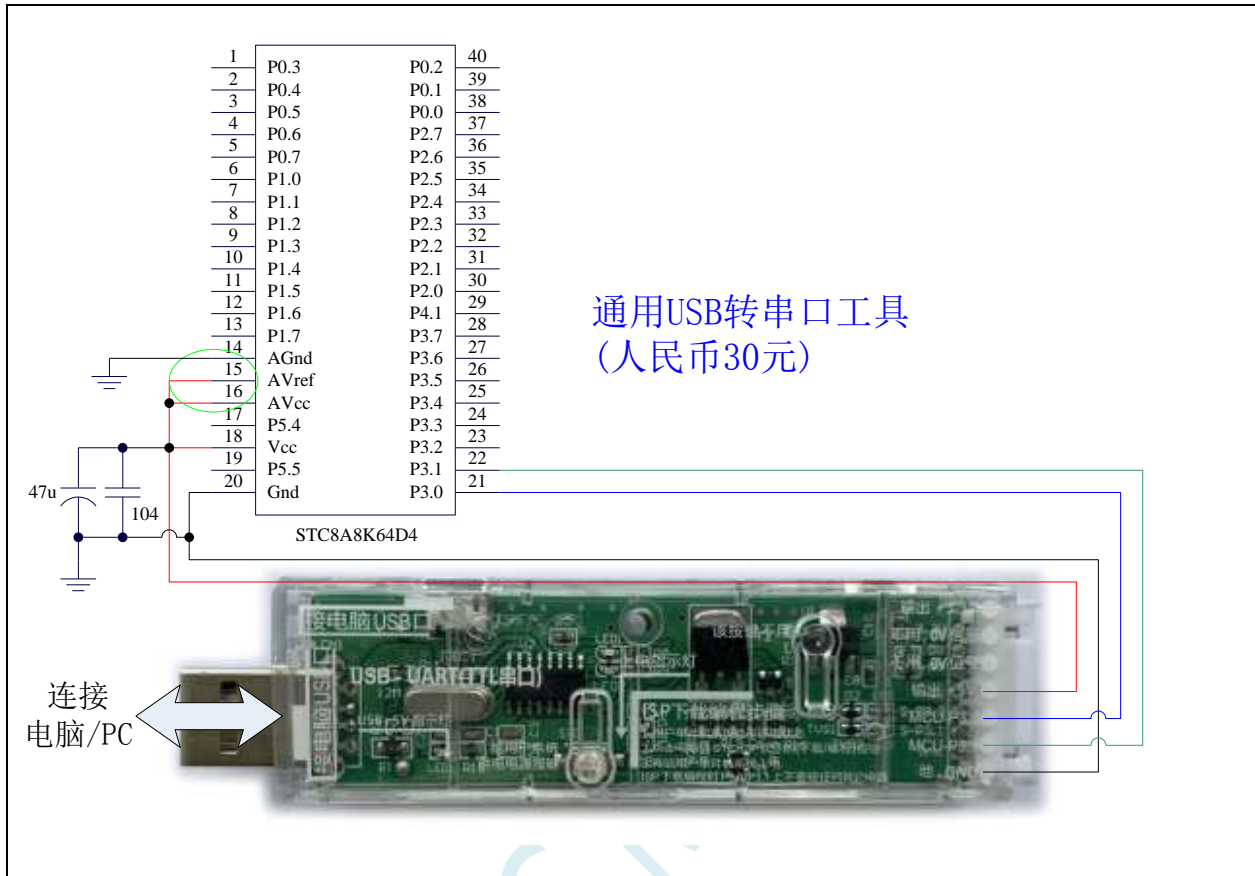 1 P0.3 P0.2 40
2 P0.4 P0.1 39
3 P0.5 P0.0 38
4 P0.6 P2.7 37
5 P0.7 P2.6 36
6 P1.0 P2.5 35
7 P1.1 P2.4 34
8 P1.2 P2.3 33
9 P1.3 P2.2 32
10 P1.4 P2.1 31
11 P1.5 P2.0 30
12 P1.6 P4.1 29
13 P1.7 P3.7 28
14 AGnd P3.6 27
15 AVref P3.5 26
16 AVcc P3.4 25
17 P5.4 P3.3 24
18 Vcc P3.2 23
19 P5.5 P3.1 22
20 Gnd P3.0 21
通用USB转串口工具
(人民币30元)
47u
104
STC8A8K64D4
接电脑USB口
USB- UART(TTL串口)
输出
MCU-P3
地,GND
连接
电脑/PC